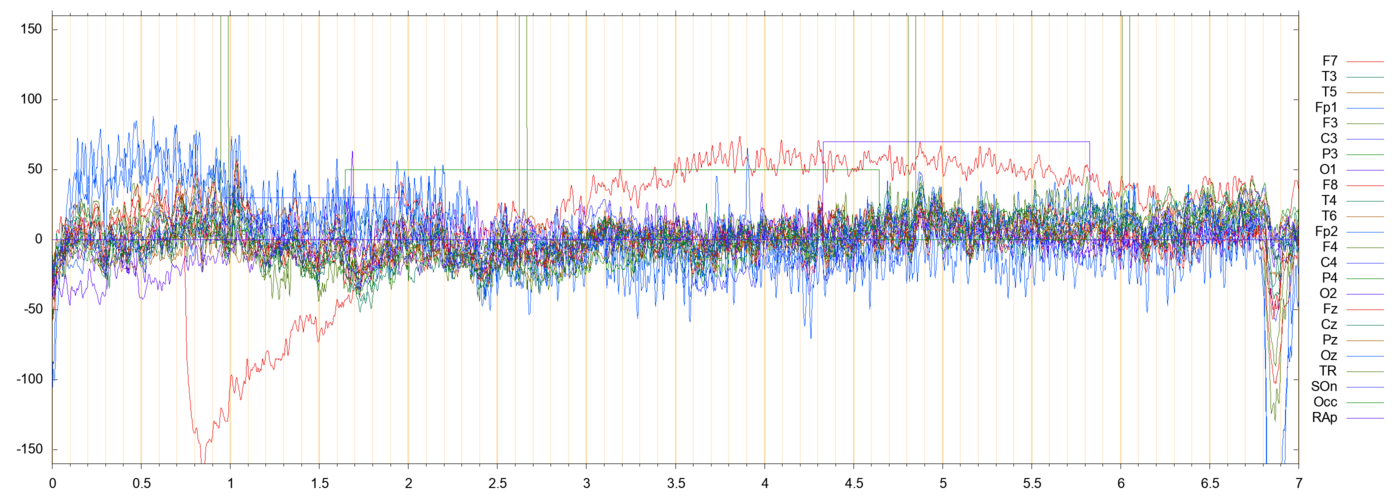 150
100
50
0
-50
-100
-150
0 0.5 1 1.5 2 2.5 3 3.5 4 4.5 5 5.5 6 6.5 7
F7
T3
T5
Fp1
F3
C3
P3
O1
F8
T4
T6
Fp2
F4
C4
P4
O2
Fz
Cz
Pz
Oz
TR
SOn
Occ
RAp